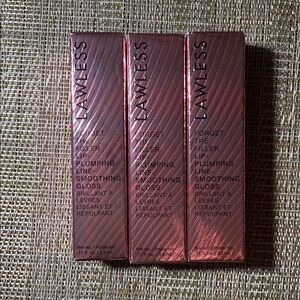 LAWLESS
FORGET
THE
FILLER
LIP
PLUMPING
LINE-
SMOOTHING
GLOSS
BRILLANT À
LÈVRES
LISSANT ET
REPULPANT
LAWLESS
FORGET
THE
FILLER
LIP
PLUMPING
LINE-
SMOOTHING
GLOSS
BRILLANT À
LÈVRES
LISSANT ET
REPULPANT
LAWLESS
FORGET
THE
FILLER
LIP
PLUMPING
LINE-
SMOOTHING
GLOSS
BRILLANT À
LÈVRES
LISSANT ET
REPULPANT